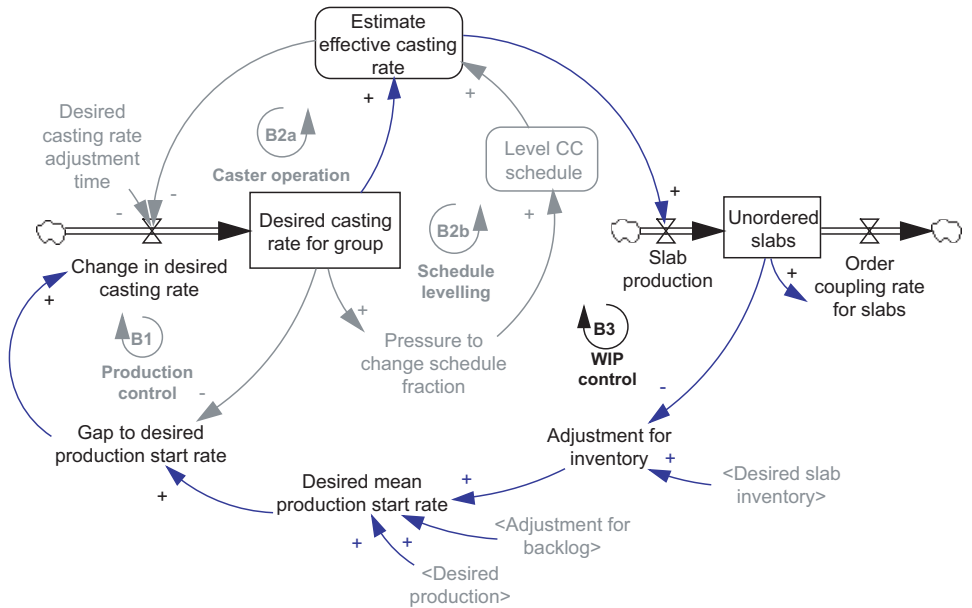 Estimate
effective casting
rate
+
+
Desired
casting rate
adjustment
time
B2a
Caster operation
Level CC
schedule
-
-
+
+
Desired casting
rate for group
B2b
Unordered
slabs
Schedule
levelling
Slab
production
+
Order
coupling rate
for slabs
Change in desired
casting rate
+
+
B1
Production
control
Pressure to
change schedule
fraction
B3
WIP
control
-
-
Gap to desired
production start rate
Adjustment for
inventory
+
<Desired slab
inventory>
+
+
Desired mean
production start rate
+
+
<Adjustment for
backlog>
<Desired
production>